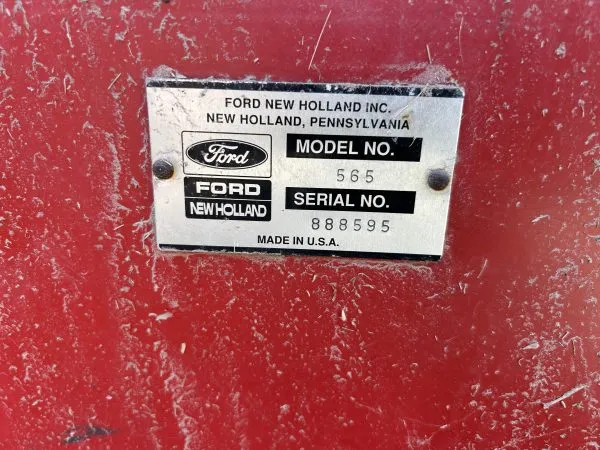 FORD NEW HOLLAND INC.
NEW HOLLAND, PENNSYLVANIA
Ford
MODEL NO.
565
FORD
NEW HOLLAND
SERIAL NO.
888595
MADE IN U.S.A.